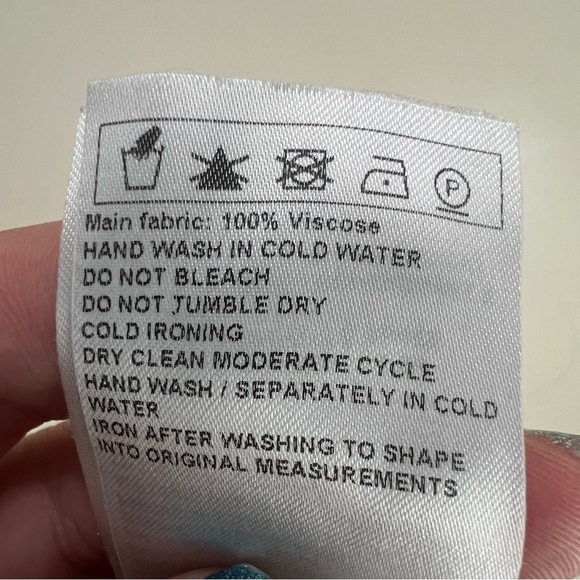 P
Main fabric: 100% Viscose
HAND WASH IN COLD WATER
DO NOT BLEACH
DO NOT TUMBLE DRY
COLD IRONING
DRY CLEAN MODERATE CYCLE
HAND WASH / SEPARATELY IN COLD
WATER
IRON AFTER WASHING TO SHAPE
INTO ORIGINAL MEASUREMENTS